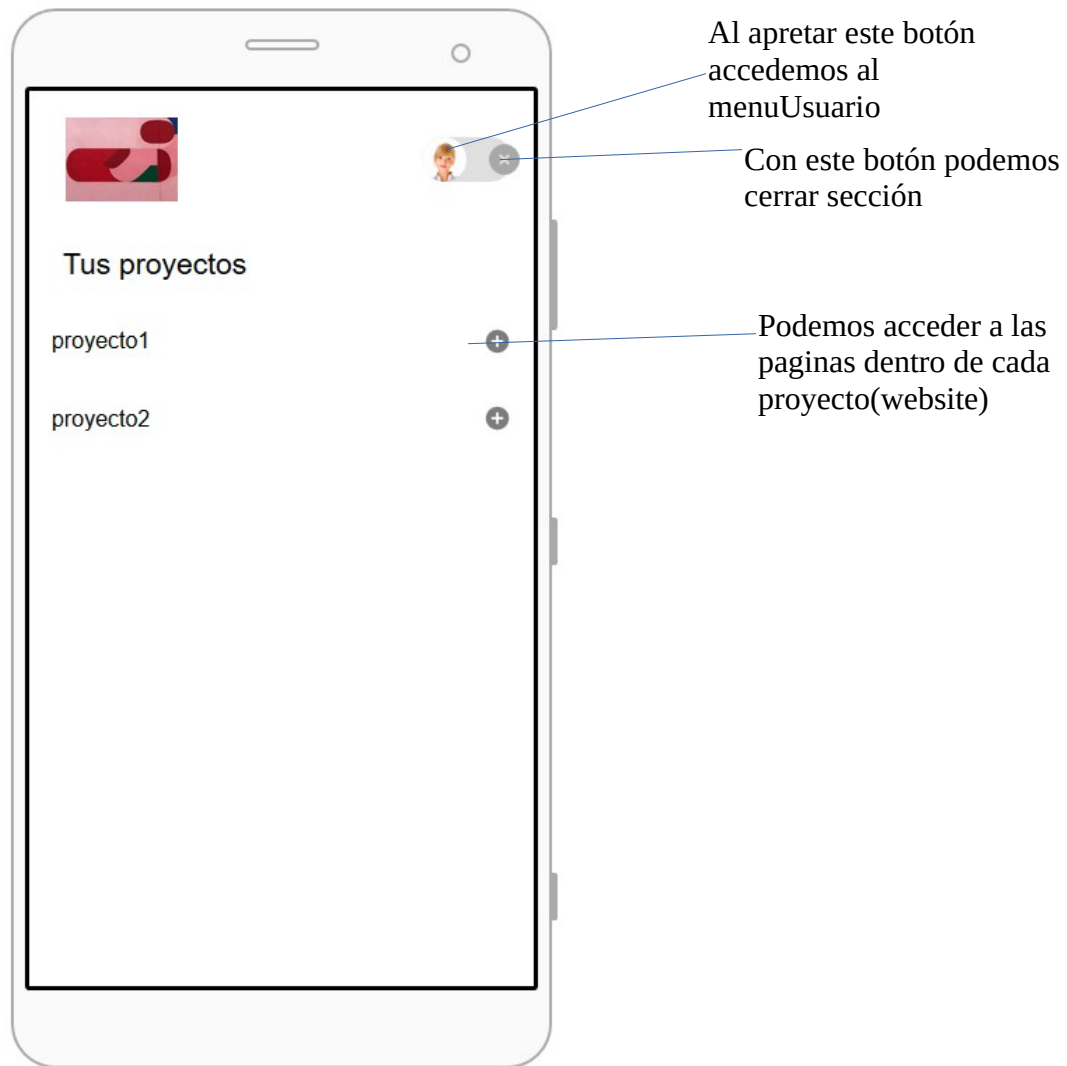 Al apretar este botón
accedemos al
menuUsuario
Con este botón podemos
cerrar sección
Tus proyectos
proyecto1
Podemos acceder a las
paginas dentro de cada
proyecto(website)
proyecto2